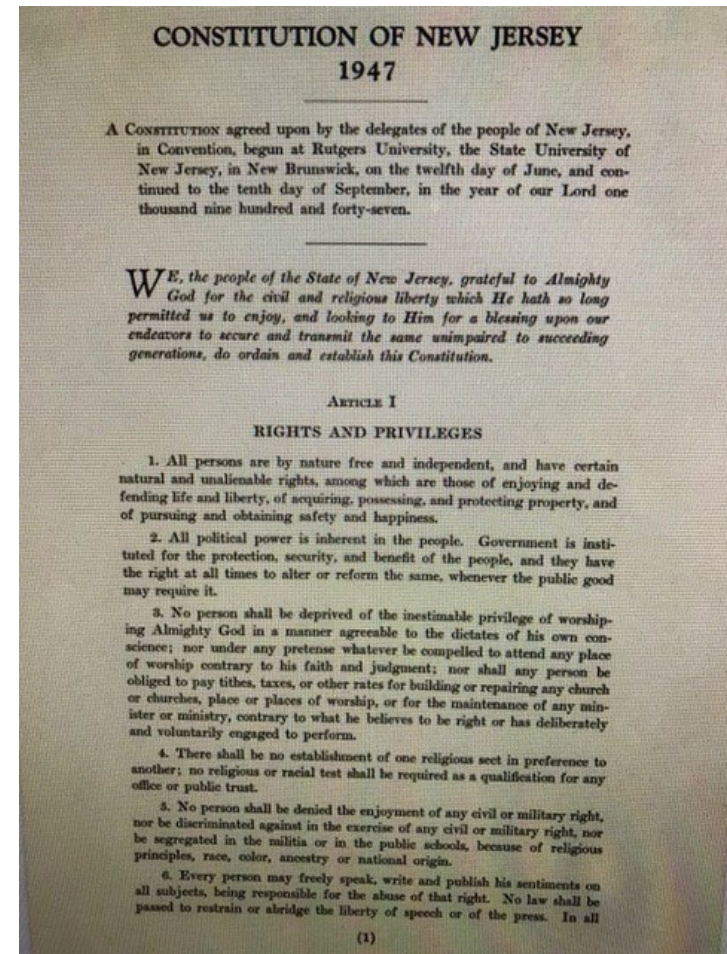 CONSTITUTION OF NEW JERSEY
1947
A CONSTITUTION agreed upon by the delegates of the people of New Jersey,
in Convention, begun at Rutgers University, the State University of
New Jersey, in New Brunswick, on the twelfth day of June, and con-
tinued to the tenth day of September, in the year of our Lord one
thousand nine hundred and forty-seven.
WE, the people of the State of New Jersey, grateful to Almighty
God for the civil and religious liberty which He hath so long
permitted us to enjoy, and looking to Him for a blessing upon our
endeavors to secure and transmit the same unimpaired to succeeding
generations, do ordain and establish this Constitution.
ARTICLE I
RIGHTS AND PRIVILEGES
1. All persons are by nature free and independent, and have certain
natural and unalienable rights, among which are those of enjoying and de-
fending life and liberty, of acquiring, possessing, and protecting property, and
of pursuing and obtaining safety and happiness.
2. All political power is inherent in the people. Government is insti-
tuted for the protection, security, and benefit of the people, and they have
the right at all times to alter or reform the same, whenever the public good
may require it.
3. No person shall be deprived of the inestimable privilege of worship-
ing Almighty God in a manner agreeable to the dictates of his own con-
science; nor under any pretense whatever be compelled to attend any place
of worship contrary to his faith and judgment; nor shall any person be
obliged to pay tithes, taxes, or other rates for building or repairing any church
or churches, place or places of worship, or for the maintenance of any min-
ister or ministry, contrary to what he believes to be right or has deliberately
and voluntarily engaged to perform.
4. There shall be no establishment of one religious sect in preference to
another; no religious or racial test shall be required as a qualification for any
office or public trust.
5. No person shall be denied the enjoyment of any civil or military right,
nor be discriminated against in the exercise of any civil or military right, nor
be segregated in the militia or in the public schools, because of religious
principles, race, color, ancestry or national origin.
6. Every person may freely speak, write and publish his sentiments on
all subjects, being responsible for the abuse of that right. No law shall be
passed to restrain or abridge the liberty of speech or of the press. In all
(1)